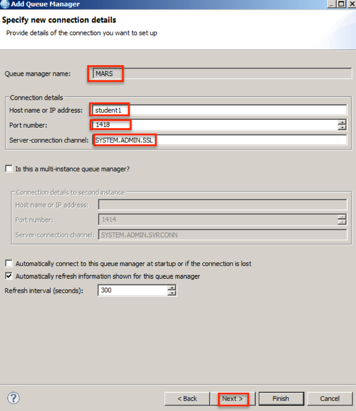 Add Queue Manager
Specify new connection details
Provide details of the connection you want to set up
Queue manager name: MARS
Connection details
Host name or IP address: student1
Port number: 1418
Server-connection channel: SYSTEM.ADMIN.SSL
Is this a multi-instance queue manager?
Connection details to second instance
Host name or IP address:
Port number: 1414
Server-connection channel: SYSTEM.ADMIN.SVRCONN
Automatically connect to this queue manager at startup or if the connection is lost
Automatically refresh information shown for this queue manager
Refresh interval (seconds): 300
? < Back Next > Finish Cancel